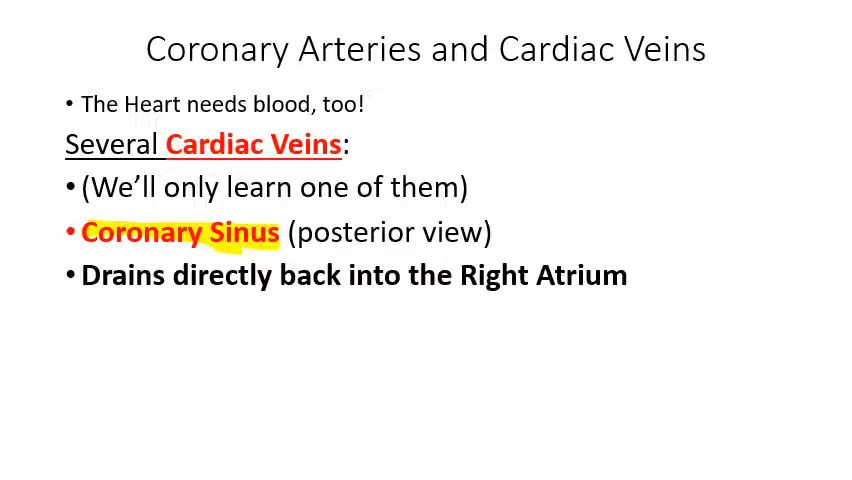 Coronary Arteries and Cardiac Veins
• The Heart needs blood, too!
Several Cardiac Veins:
• (We’ll only learn one of them)
• Coronary Sinus (posterior view)
• Drains directly back into the Right Atrium